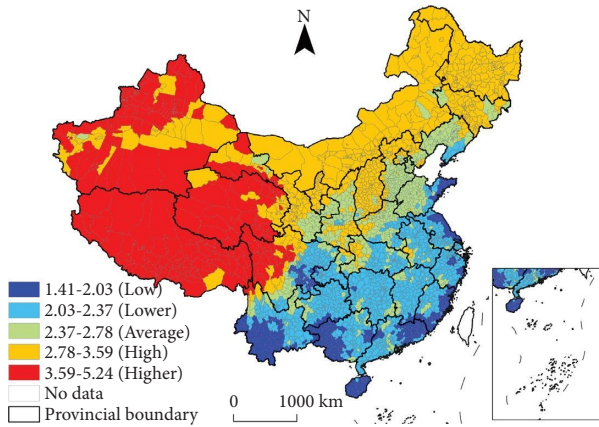 N
1.41-2.03 (Low)
2.03-2.37 (Lower)
2.37-2.78 (Average)
2.78-3.59 (High)
3.59-5.24 (Higher)
No data
Provincial boundary
0 1000 km